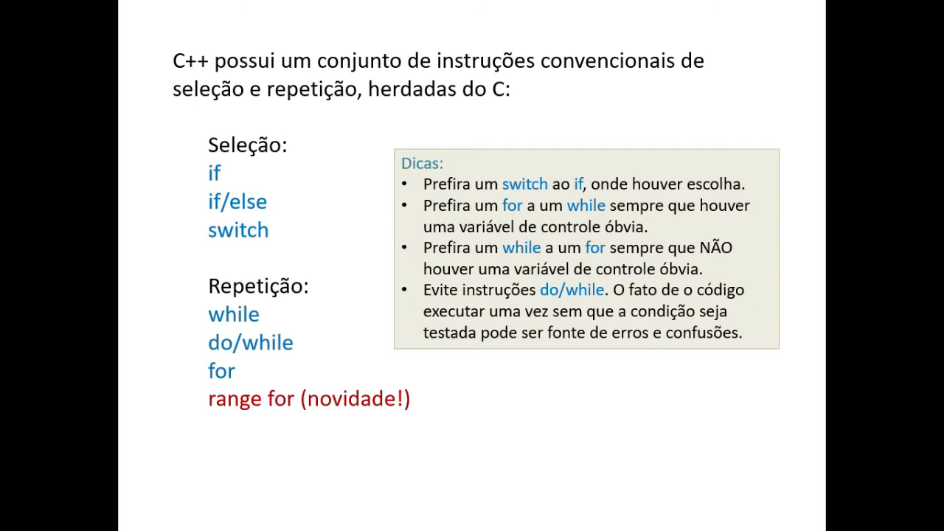 C++ possui um conjunto de instruções convencionais de
seleção e repetição, herdadas do C:
Seleção:
if
if/else
switch
Repetição:
while
do/while
for
range for (novidade!)
Dicas:
• Prefira um switch ao if, onde houver escolha.
• Prefira um for a um while sempre que houver
uma variável de controle óbvia.
• Prefira um while a um for sempre que NÃO
houver uma variável de controle óbvia.
• Evite instruções do/while. O fato de o código
executar uma vez sem que a condição seja
testada pode ser fonte de erros e confusões.